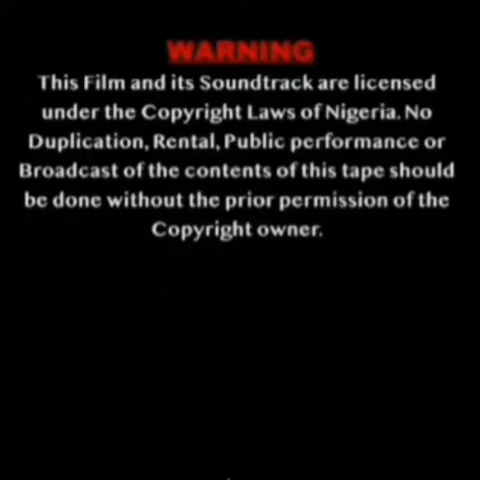 WARNING
This Film and its Soundtrack are licensed
under the Copyright Laws of Nigeria. No
Duplication, Rental, Public performance or
Broadcast of the contents of this tape should
be done without the prior permission of the
Copyright owner.